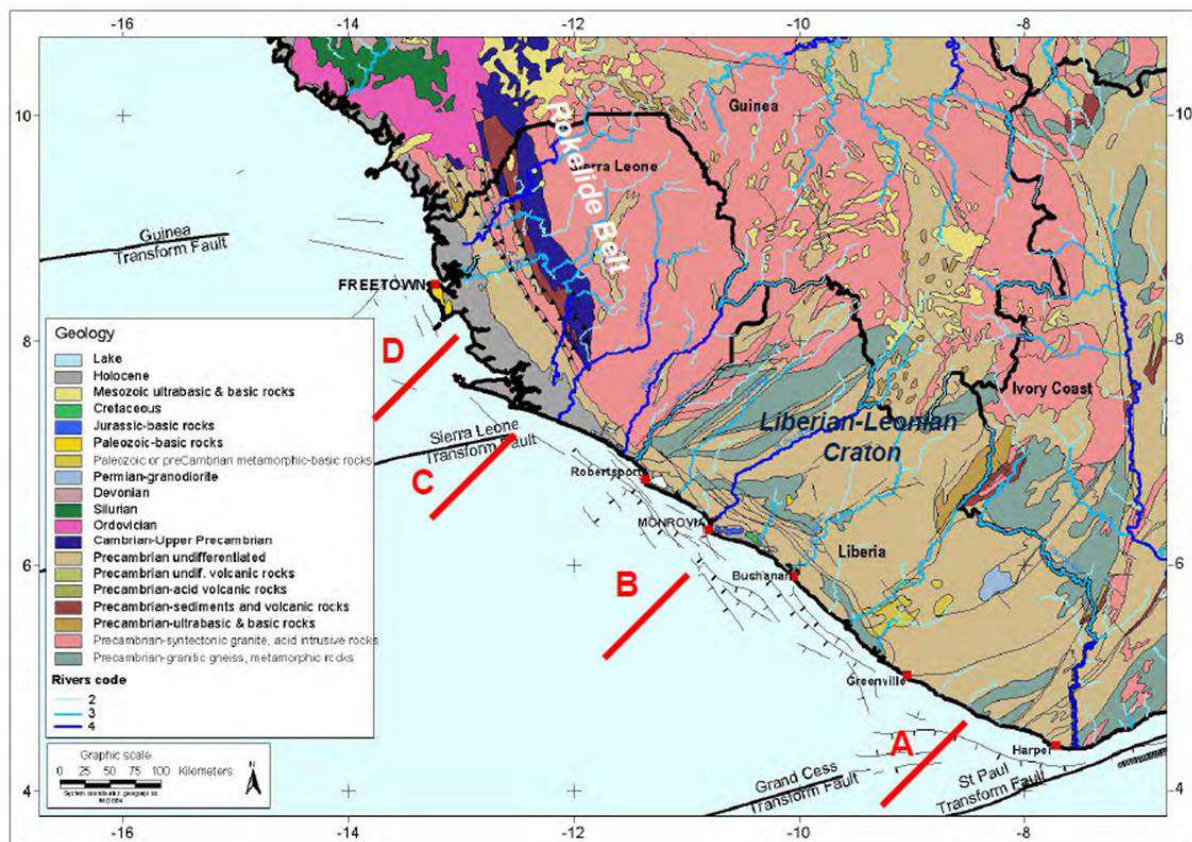 -16 -14 -12 -10 -8
10 10
Guinea
Rokelide Belt
Sierra Leone
Guinea
Transform Fault
FREETOWN
8 8
D
Ivory Coast
Liberian-Leonian
Craton
Sierra Leone
Transform Fault
C
Robertsport
MONROVIA
Liberia
6 6
B
Buchanan
Greenville
A
Harper
Grand Cess
Transform Fault
St Paul
Transform Fault
4 4
-16 -14 -12 -10 -8
Geology
Lake
Holocene
Mesozoic ultrabasic & basic rocks
Cretaceous
Jurassic-basic rocks
Paleozoic-basic rocks
Paleozoic or preCambrian metamorphic-basic rocks
Permian-granodiorite
Devonian
Silurian
Ordovician
Cambrian-Upper Precambrian
Precambrian undifferentiated
Precambrian undif. volcanic rocks
Precambrian-acid volcanic rocks
Precambrian-sediments and volcanic rocks
Precambrian-ultrabasic & basic rocks
Precambrian-syntectonic granite, acid intrusive rocks
Precambrian-granitic gneiss, metamorphic rocks
Rivers code
2
3
4
Graphic scale
0 25 50 75 100 Kilometers
N